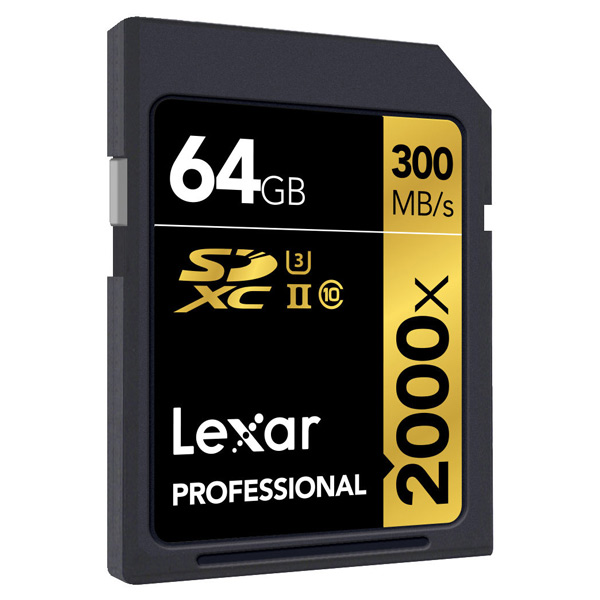 64GB
300
MB/s
SD
XC
3
II
10
2000x
Lexar
PROFESSIONAL